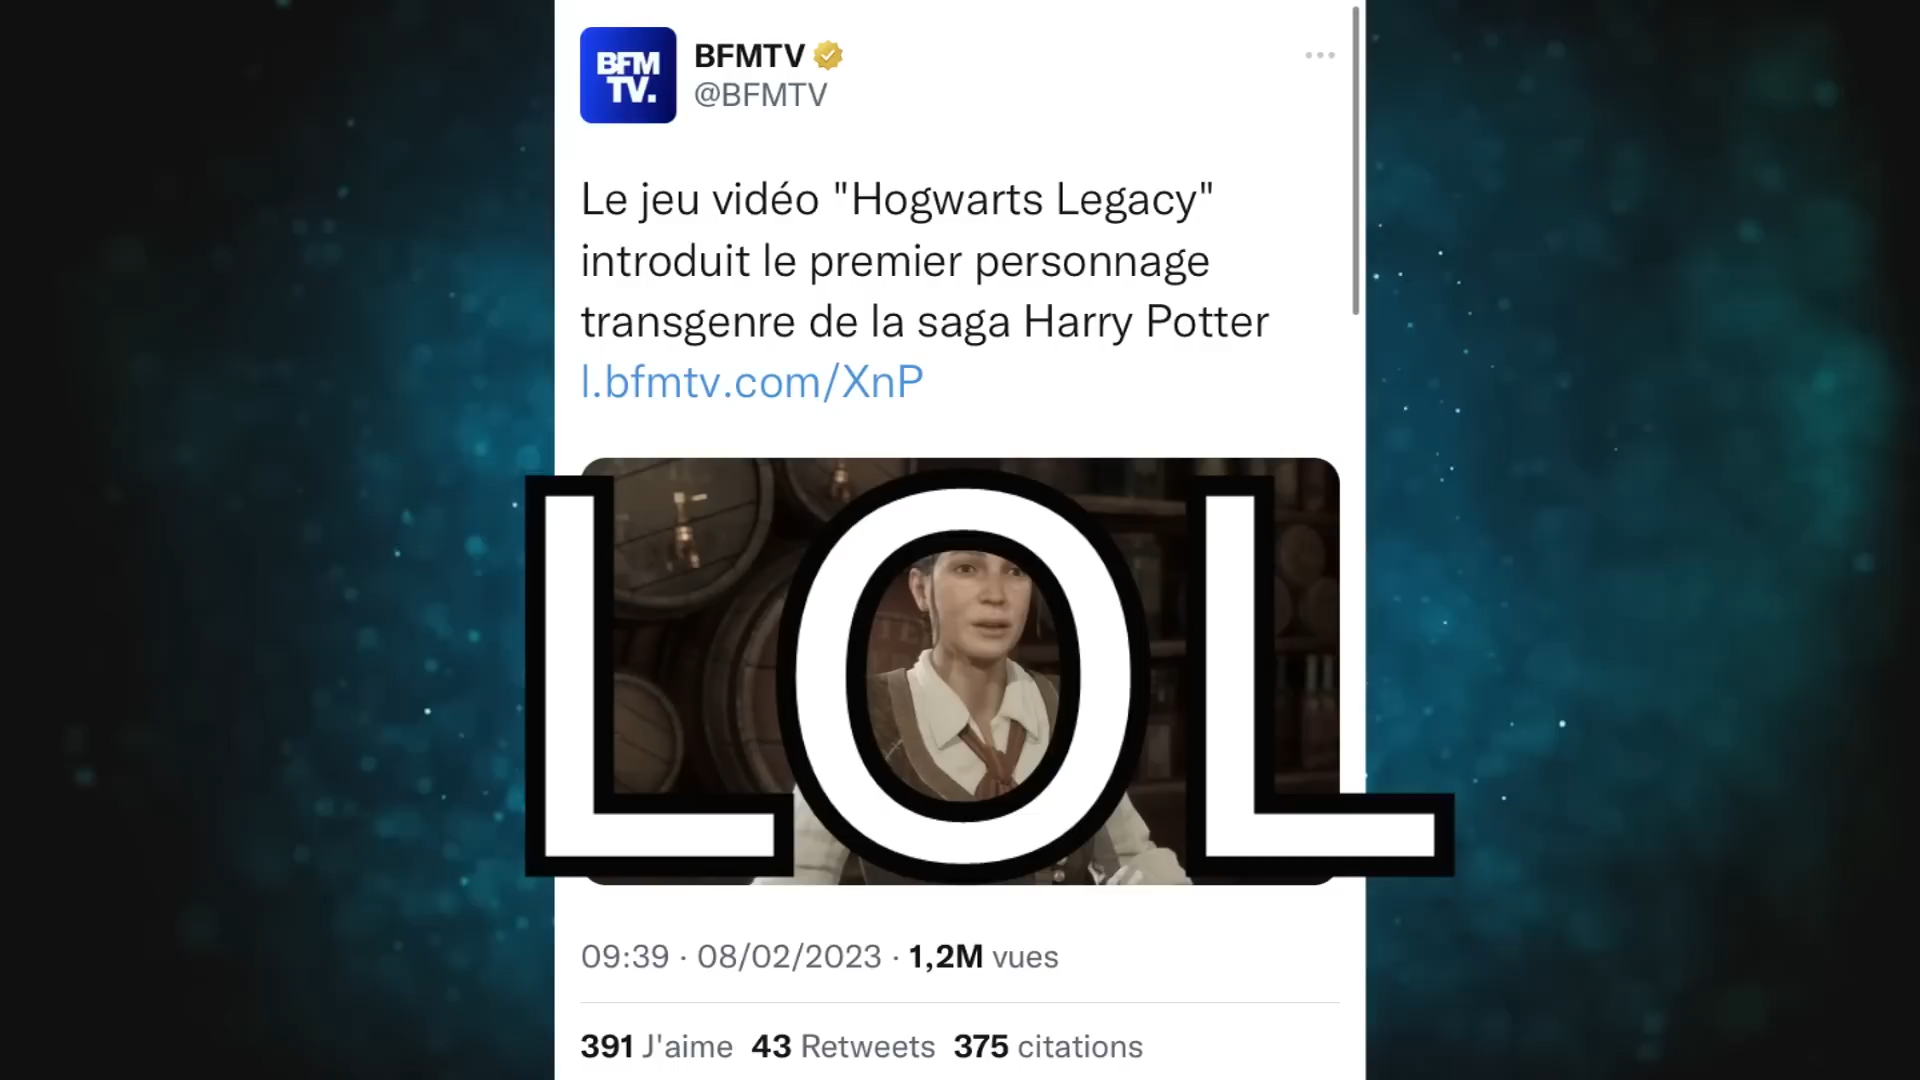 BFM
TV.
BFMTV
@BFMTV
Le jeu vidéo "Hogwarts Legacy"
introduit le premier personnage
transgenre de la saga Harry Potter
l.bfmtv.com/XnP
LOL
09:39 · 08/02/2023 · 1,2M vues
391 J'aime 43 Retweets 375 citations